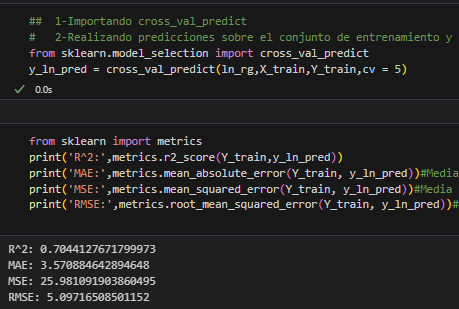 ## 1-Importando cross_val_predict
# 2-Realizando predicciones sobre el conjunto de entrenamiento y
from sklearn.model_selection import cross_val_predict
y_ln_pred = cross_val_predict(ln_rg,X_train,Y_train,cv = 5)
0.0s
from sklearn import metrics
print('R^2:',metrics.r2_score(Y_train,y_ln_pred))
print('MAE:',metrics.mean_absolute_error(Y_train, y_ln_pred))#Media
print('MSE:',metrics.mean_squared_error(Y_train, y_ln_pred))#Media
print('RMSE:',metrics.root_mean_squared_error(Y_train, y_ln_pred))#
R^2: 0.7044127671799973
MAE: 3.570884642894648
MSE: 25.981091903860495
RMSE: 5.09716508501152